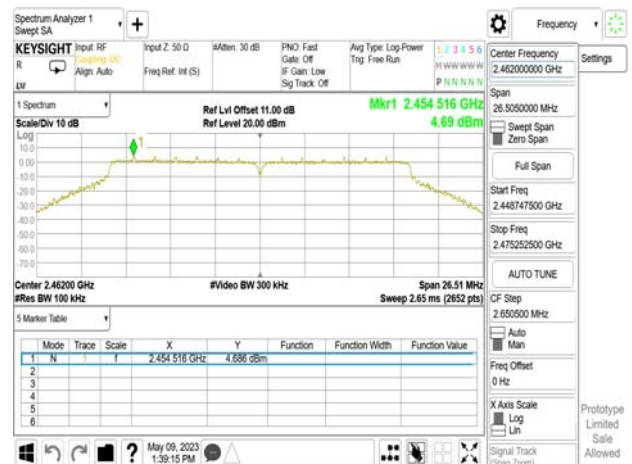 Spectrum Analyzer 1
Swept SA
Frequency
KEYSIGHT
Input: RF
Coupling: DC
Align: Auto
Input Z: 50 Ω
Freq Ref: Int (S)
#Atten: 30 dB
PNO: Fast
Gate: Off
IF Gain: Low
Sig Track: Off
Avg Type: Log-Power
Trig: Free Run
1 2 3 4 5 6
M W W W W W
P N N N N N
R
LVI
Center Frequency
2.462000000 GHz
Settings
1 Spectrum
Scale/Div 10 dB
Ref Lvl Offset 11.00 dB
Ref Level 20.00 dBm
Mkr1 2.454 516 GHz
4.69 dBm
Span
26.5050000 MHz
Swept Span
Zero Span
Full Span
Start Freq
2.448747500 GHz
Stop Freq
2.475252500 GHz
AUTO TUNE
CF Step
2.650500 MHz
Auto
Man
Freq Offset
0 Hz
X Axis Scale
Log
Lin
Signal Track
(Span Zoom)
Log
1
10.0
0.00
-10.0
-20.0
-30.0
-40.0
-50.0
-60.0
-70.0
Center 2.46200 GHz
#Res BW 100 kHz
#Video BW 300 kHz
Span 26.51 MHz
Sweep 2.65 ms (2652 pts)
5 Marker Table
Mode Trace Scale X Y Function Function Width Function Value
1 N 1 f 2.454 516 GHz 4.686 dBm
2
3
4
5
6
May 09, 2023
1:39:15 PM
Prototype
Limited
Sale
Allowed